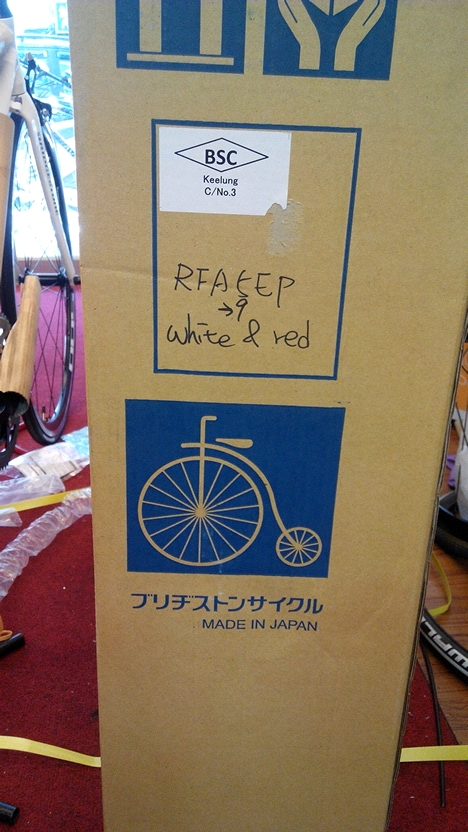 BSC
Keelung
C/No.3
RFA6EP
→9
white & red
ブリヂストンサイクル
MADE IN JAPAN